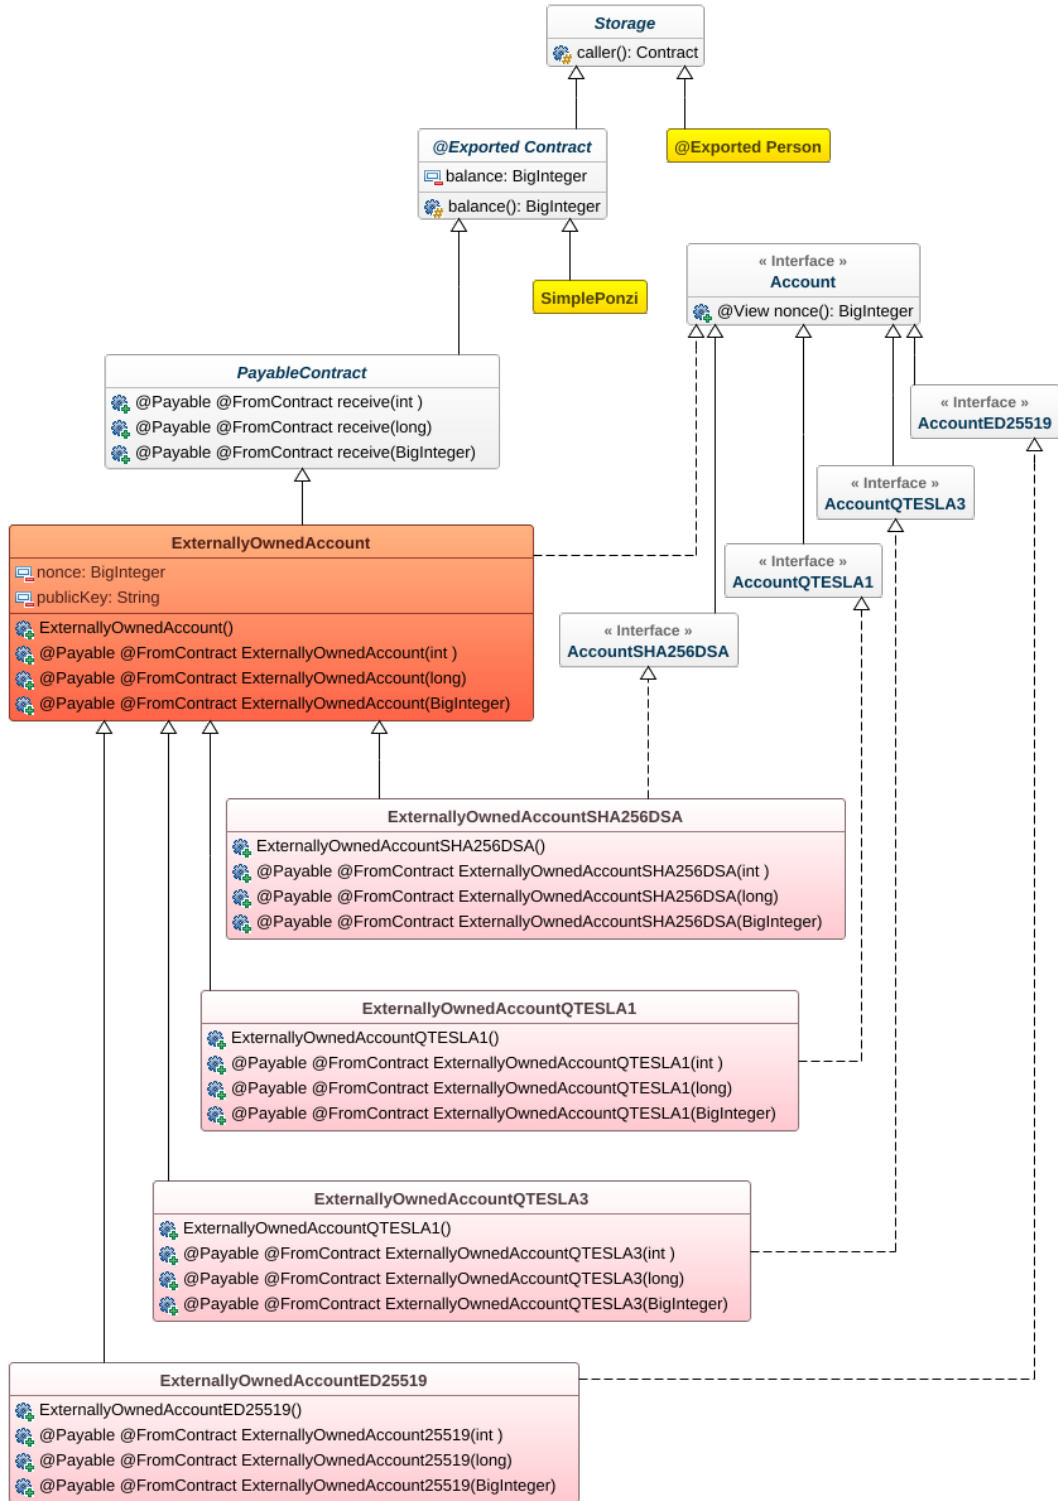 Storage
caller(): Contract
@Exported Contract
balance: BigInteger
balance(): BigInteger
@Exported Person
SimplePonzi
« Interface »
Account
@View nonce(): BigInteger
PayableContract
@Payable @FromContract receive(int )
@Payable @FromContract receive(long)
@Payable @FromContract receive(BigInteger)
« Interface »
AccountED25519
« Interface »
AccountQTESLA3
« Interface »
AccountQTESLA1
« Interface »
AccountSHA256DSA
ExternallyOwnedAccount
nonce: BigInteger
publicKey: String
ExternallyOwnedAccount()
@Payable @FromContract ExternallyOwnedAccount(int )
@Payable @FromContract ExternallyOwnedAccount(long)
@Payable @FromContract ExternallyOwnedAccount(BigInteger)
ExternallyOwnedAccountSHA256DSA
ExternallyOwnedAccountSHA256DSA()
@Payable @FromContract ExternallyOwnedAccountSHA256DSA(int )
@Payable @FromContract ExternallyOwnedAccountSHA256DSA(long)
@Payable @FromContract ExternallyOwnedAccountSHA256DSA(BigInteger)
ExternallyOwnedAccountQTESLA1
ExternallyOwnedAccountQTESLA1()
@Payable @FromContract ExternallyOwnedAccountQTESLA1(int )
@Payable @FromContract ExternallyOwnedAccountQTESLA1(long)
@Payable @FromContract ExternallyOwnedAccountQTESLA1(BigInteger)
ExternallyOwnedAccountQTESLA3
ExternallyOwnedAccountQTESLA1()
@Payable @FromContract ExternallyOwnedAccountQTESLA3(int )
@Payable @FromContract ExternallyOwnedAccountQTESLA3(long)
@Payable @FromContract ExternallyOwnedAccountQTESLA3(BigInteger)
ExternallyOwnedAccountED25519
ExternallyOwnedAccountED25519()
@Payable @FromContract ExternallyOwnedAccount25519(int )
@Payable @FromContract ExternallyOwnedAccount25519(long)
@Payable @FromContract ExternallyOwnedAccount25519(BigInteger)